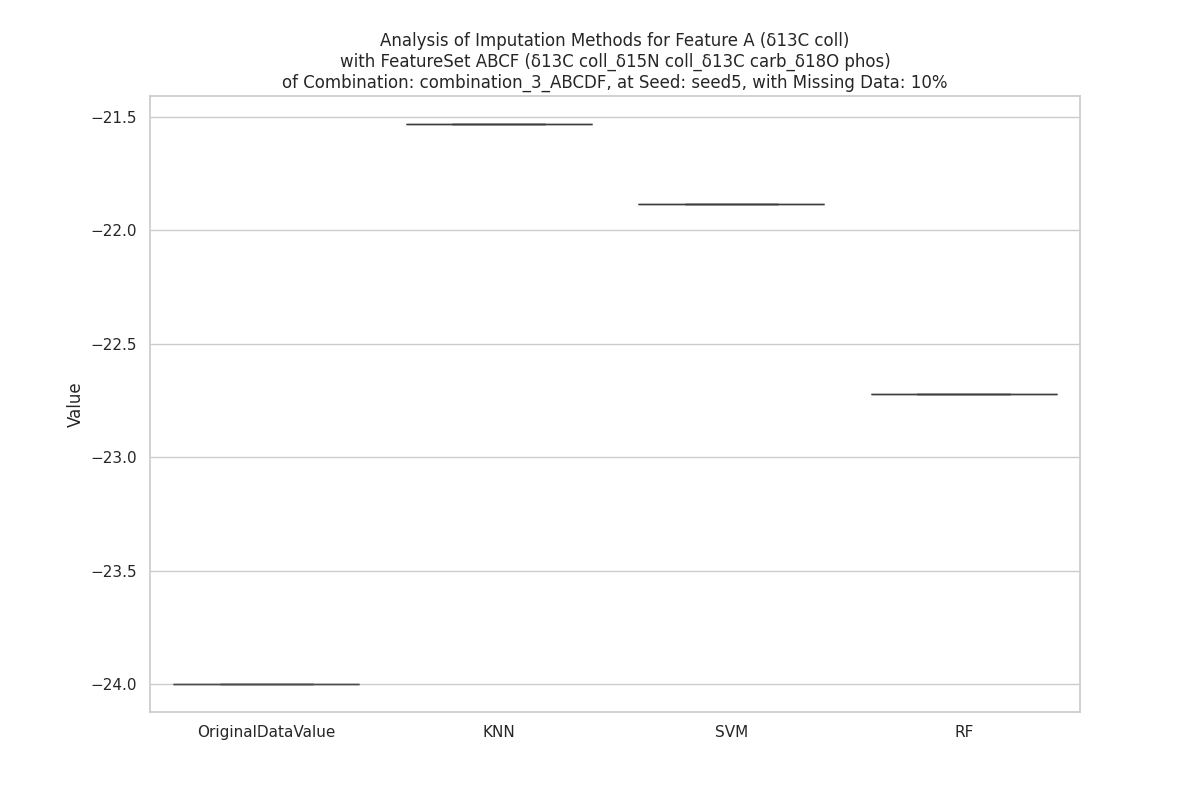 Analysis of Imputation Methods for Feature A (δ13C coll)
with FeatureSet ABCF (δ13C coll_δ15N coll_δ13C carb_δ18O phos)
of Combination: combination_3_ABCDF, at Seed: seed5, with Missing Data: 10%
Value
−21.5
−22.0
−22.5
−23.0
−23.5
−24.0
OriginalDataValue
KNN
SVM
RF